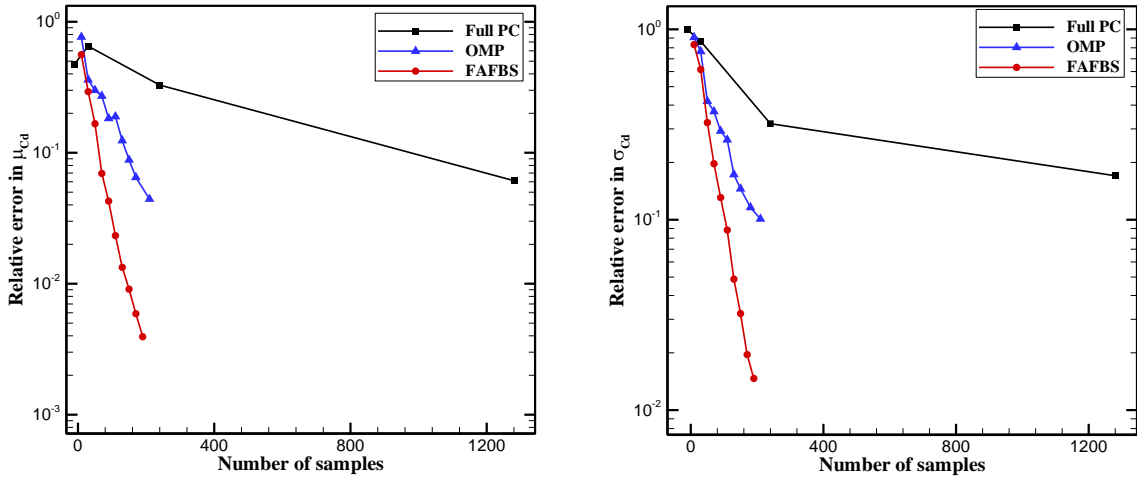 10^0
10^-1
10^-2
10^-3
Relative error in μ_Cd
0
400
800
1200
Number of samples
Full PC
OMP
FAFBS
10^0
10^-1
10^-2
Relative error in σ_Cd
0
400
800
1200
Number of samples
Full PC
OMP
FAFBS